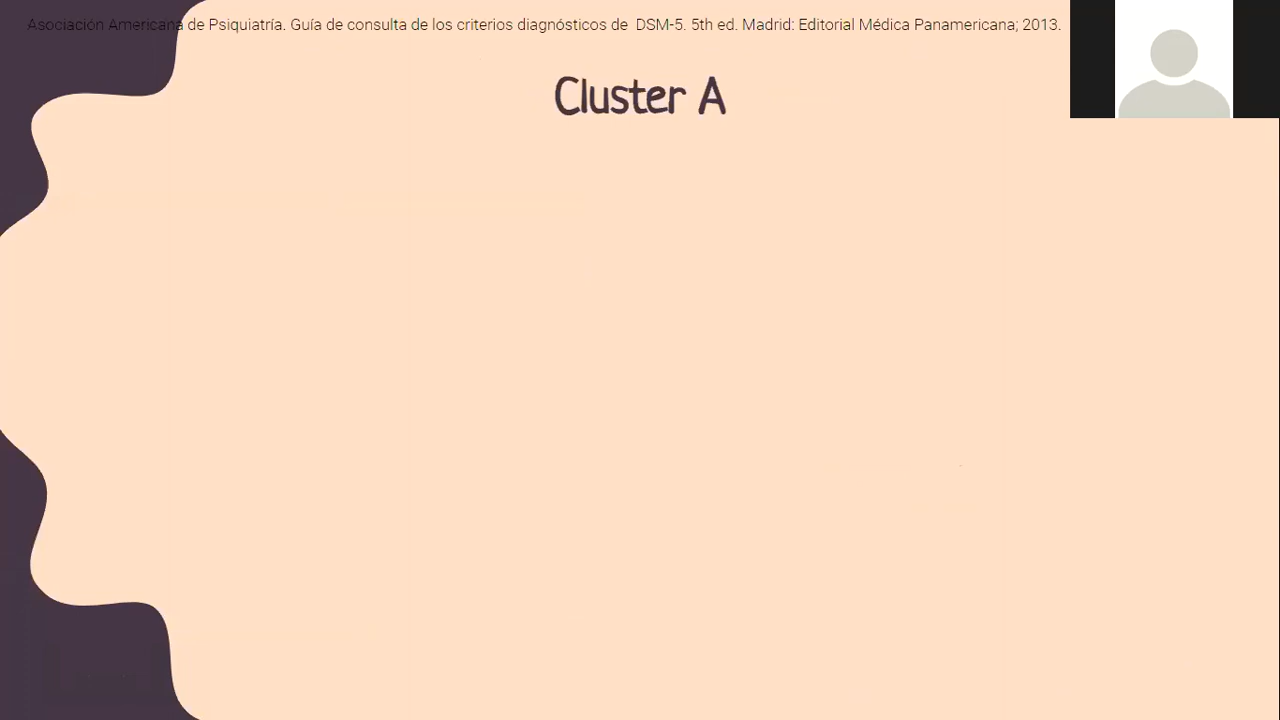 Asociación Americana de Psiquiatría. Guía de consulta de los criterios diagnósticos de DSM-5. 5th ed. Madrid: Editorial Médica Panamericana; 2013.
Cluster A